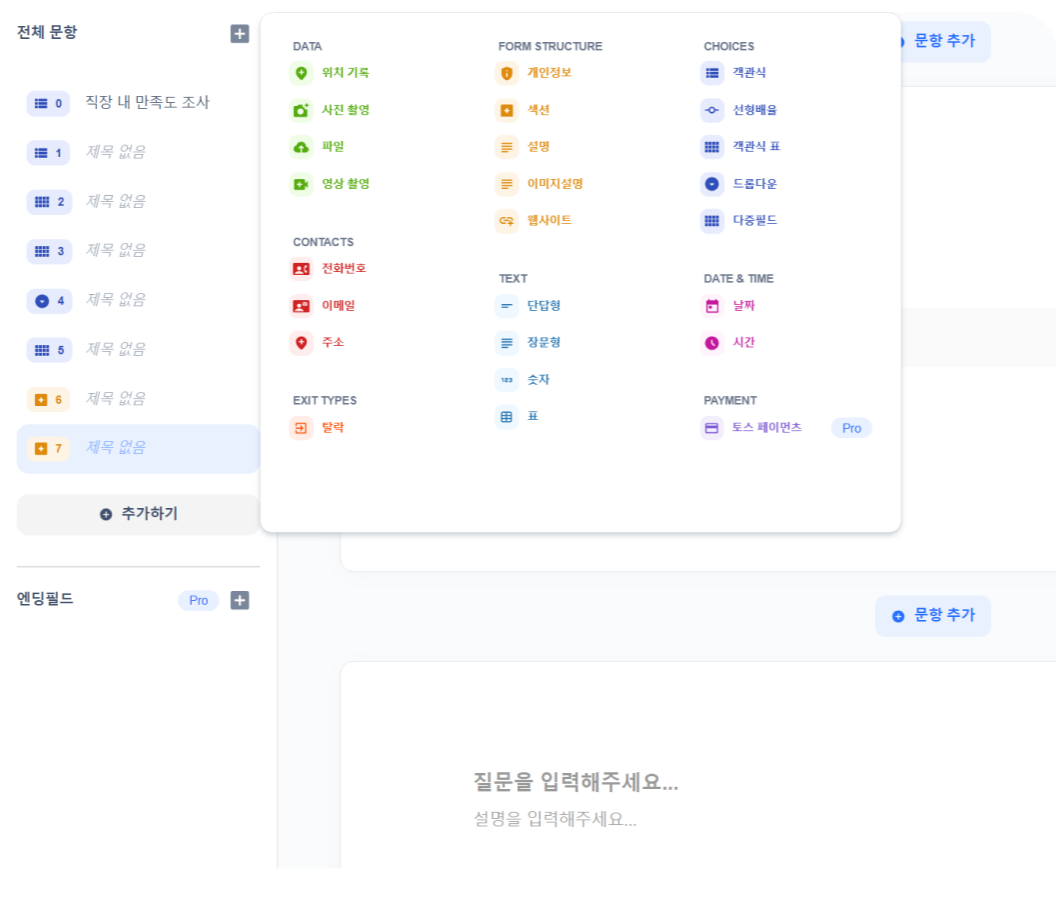 전체 문항
0 직장 내 만족도 조사
1 제목 없음
2 제목 없음
3 제목 없음
4 제목 없음
5 제목 없음
6 제목 없음
7 제목 없음
추가하기
엔딩필드 Pro
DATA
위치 기록
사진 촬영
파일
영상 촬영
CONTACTS
전화번호
이메일
주소
EXIT TYPES
탈락
FORM STRUCTURE
개인정보
섹션
설명
이미지설명
웹사이트
TEXT
단답형
장문형
123 숫자
표
CHOICES
객관식
선형배율
객관식 표
드롭다운
다중필드
DATE & TIME
날짜
시간
PAYMENT
토스 페이먼츠 Pro
문항 추가
문항 추가
질문을 입력해주세요...
설명을 입력해주세요...